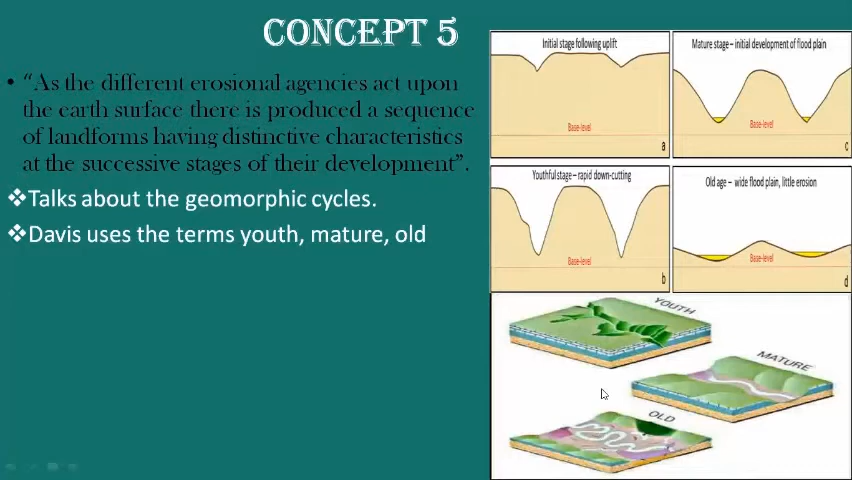 CONCEPT 5
• “As the different erosional agencies act upon
the earth surface there is produced a sequence
of landforms having distinctive characteristics
at the successive stages of their development”.
❖Talks about the geomorphic cycles.
❖Davis uses the terms youth, mature, old
Initial stage following uplift
Base-level
a
Mature stage – initial development of flood plain
Base-level
c
Youthful stage – rapid down-cutting
Base-level
b
Old age – wide flood plain, little erosion
Base-level
d
YOUTH
MATURE
OLD